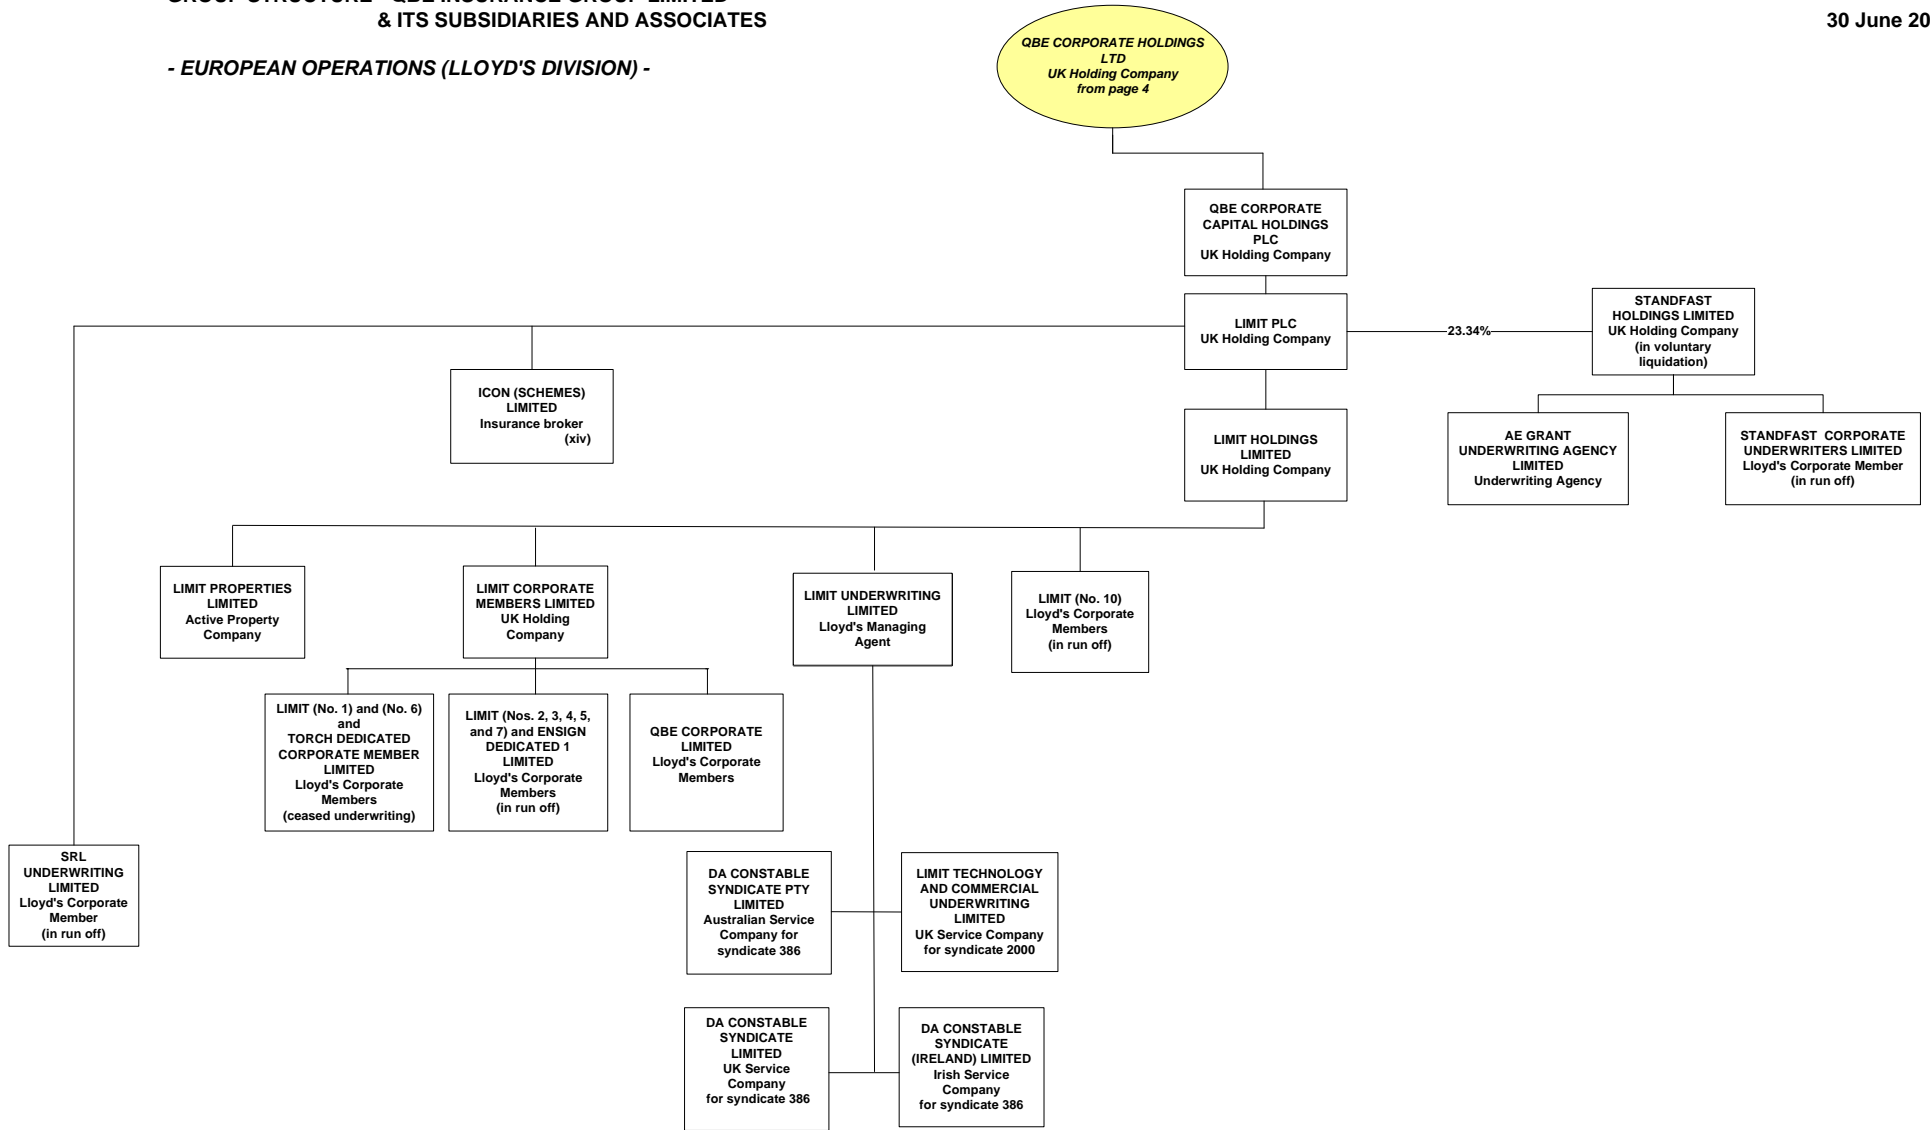 & ITS SUBSIDIARIES AND ASSOCIATES
30 June 20
- EUROPEAN OPERATIONS (LLOYD'S DIVISION) -
QBE CORPORATE HOLDINGS
LTD
UK Holding Company
from page 4
QBE CORPORATE
CAPITAL HOLDINGS
PLC
UK Holding Company
LIMIT PLC
UK Holding Company
23.34%
STANDFAST
HOLDINGS LIMITED
UK Holding Company
(in voluntary
liquidation)
ICON (SCHEMES)
LIMITED
Insurance broker
(xiv)
LIMIT HOLDINGS
LIMITED
UK Holding Company
AE GRANT
UNDERWRITING AGENCY
LIMITED
Underwriting Agency
STANDFAST CORPORATE
UNDERWRITERS LIMITED
Lloyd's Corporate Member
(in run off)
LIMIT PROPERTIES
LIMITED
Active Property
Company
LIMIT CORPORATE
MEMBERS LIMITED
UK Holding
Company
LIMIT UNDERWRITING
LIMITED
Lloyd's Managing
Agent
LIMIT (No. 10)
Lloyd's Corporate
Members
(in run off)
LIMIT (No. 1) and (No. 6)
and
TORCH DEDICATED
CORPORATE MEMBER
LIMITED
Lloyd's Corporate
Members
(ceased underwriting)
LIMIT (Nos. 2, 3, 4, 5,
and 7) and ENSIGN
DEDICATED 1
LIMITED
Lloyd's Corporate
Members
(in run off)
QBE CORPORATE
LIMITED
Lloyd's Corporate
Members
SRL
UNDERWRITING
LIMITED
Lloyd's Corporate
Member
(in run off)
DA CONSTABLE
SYNDICATE PTY
LIMITED
Australian Service
Company for
syndicate 386
LIMIT TECHNOLOGY
AND COMMERCIAL
UNDERWRITING
LIMITED
UK Service Company
for syndicate 2000
DA CONSTABLE
SYNDICATE
LIMITED
UK Service
Company
for syndicate 386
DA CONSTABLE
SYNDICATE
(IRELAND) LIMITED
Irish Service
Company
for syndicate 386